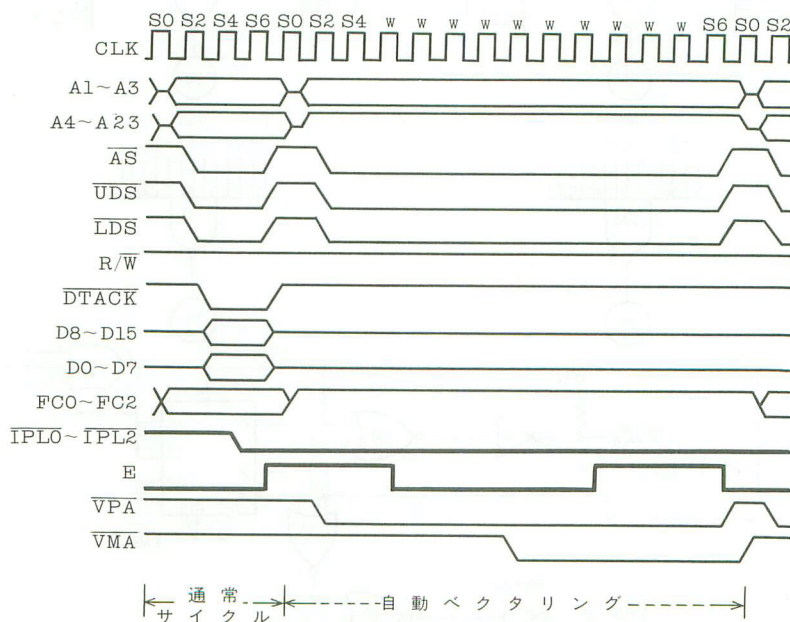 S0 S2 S4 S6 S0 S2 S4 w w w w w w w w w w S6 S0 S2
CLK
A1~A3
A4~A23
AS
UDS
LDS
R/W
DTACK
D8~D15
D0~D7
FC0~FC2
IPL0~IPL2
E
VPA
VMA
通常
サイクル
自動ベクタリング